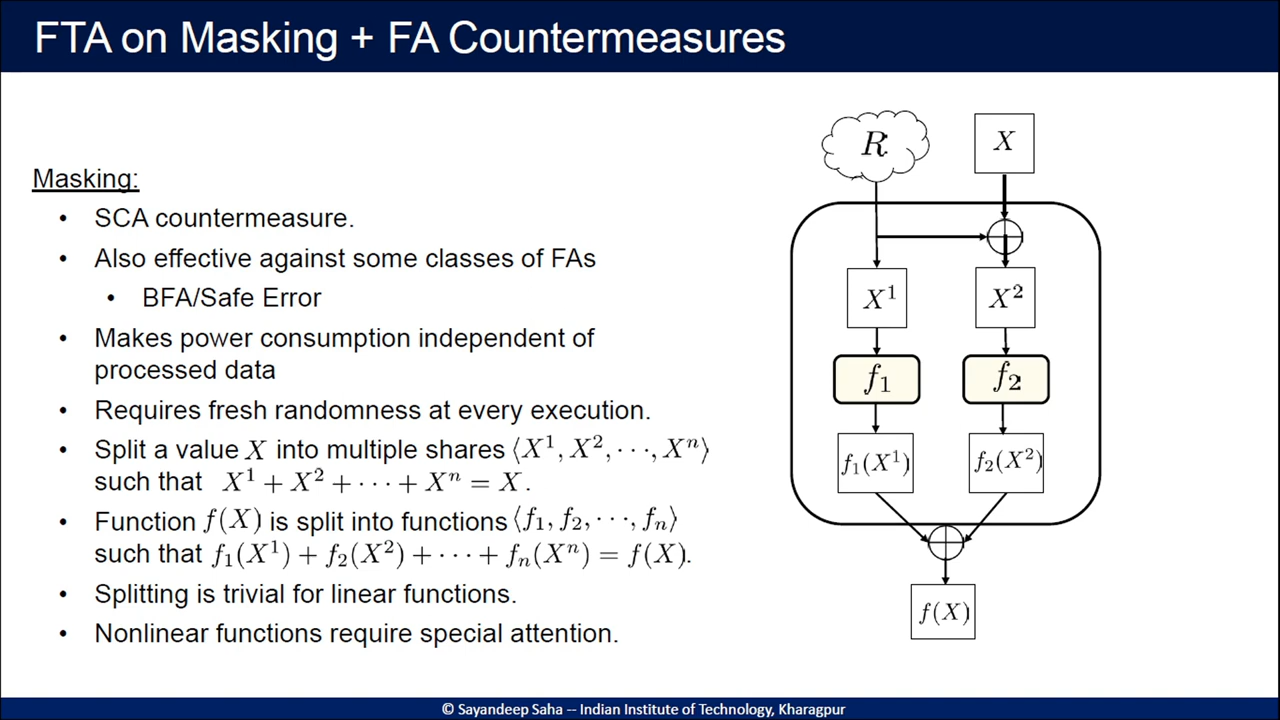 FTA on Masking + FA Countermeasures
Masking:
• SCA countermeasure.
• Also effective against some classes of FAs
• BFA/Safe Error
• Makes power consumption independent of
processed data
• Requires fresh randomness at every execution.
• Split a value X into multiple shares ⟨X¹, X², ⋯, Xⁿ⟩
such that X¹ + X² + ⋯ + Xⁿ = X.
• Function f(X) is split into functions ⟨f₁, f₂, ⋯, fₙ⟩
such that f₁(X¹) + f₂(X²) + ⋯ + fₙ(Xⁿ) = f(X).
• Splitting is trivial for linear functions.
• Nonlinear functions require special attention.
R
X
X¹
X²
f₁
f₂
f₁(X¹)
f₂(X²)
f(X)
© Sayandeep Saha -- Indian Institute of Technology, Kharagpur